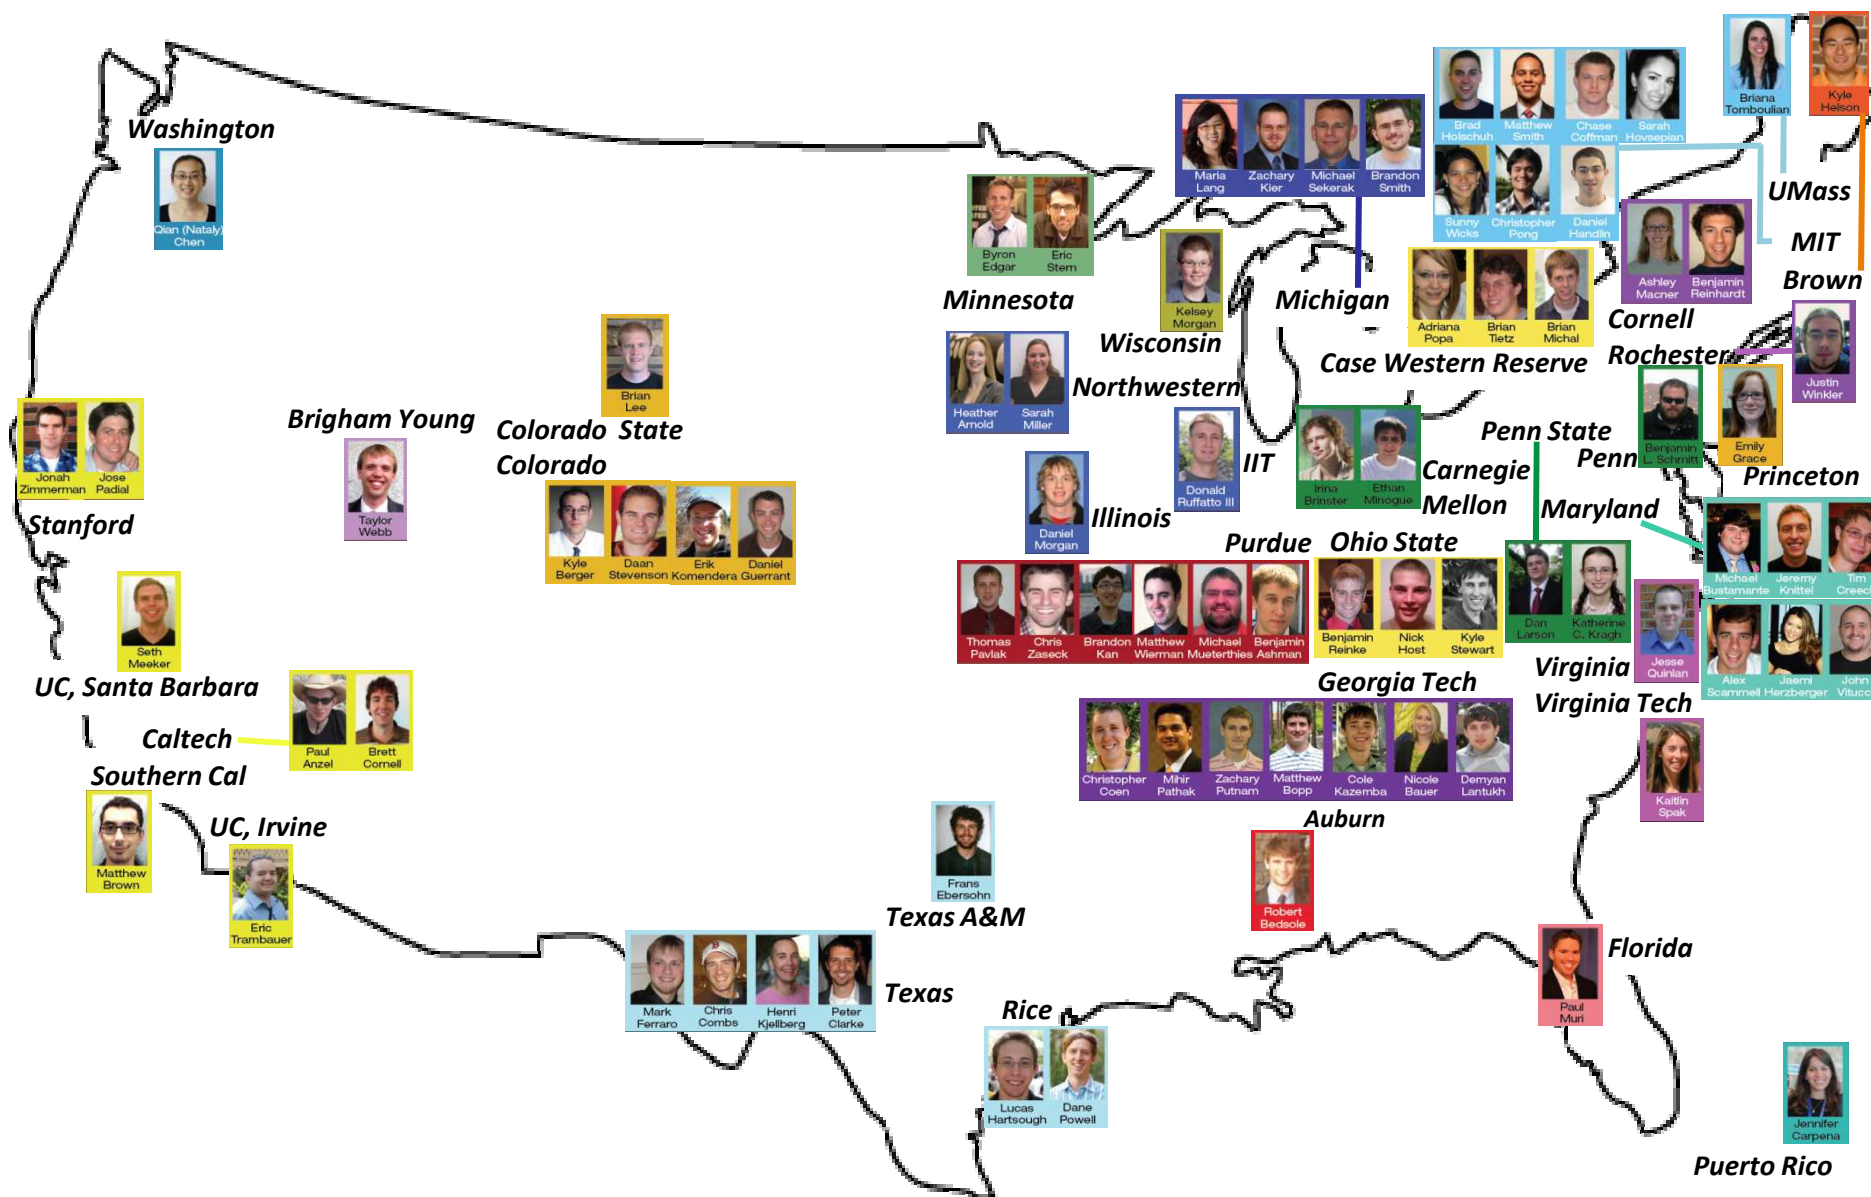 Washington
Qian (Nataly)
Chen
Jonah
Zimmerman
Jose
Padial
Stanford
Seth
Meeker
UC, Santa Barbara
Caltech
Paul
Anzel
Brett
Cornell
Southern Cal
Matthew
Brown
UC, Irvine
Eric
Trambauer
Brigham Young
Taylor
Webb
Brian
Lee
Colorado State
Colorado
Kyle
Berger
Daan
Stevenson
Erik
Komendera
Daniel
Guerrant
Frans
Ebersohn
Texas A&M
Mark
Ferraro
Chris
Combs
Henri
Kjellberg
Peter
Clarke
Texas
Rice
Lucas
Hartsough
Dane
Powell
Byron
Edgar
Eric
Stern
Minnesota
Kelsey
Morgan
Wisconsin
Heather
Arnold
Sarah
Miller
Northwestern
Donald
Ruffatto III
IIT
Daniel
Morgan
Illinois
Maria
Lang
Zachary
Kier
Michael
Sekerak
Brandon
Smith
Michigan
Purdue
Thomas
Pavlak
Chris
Zaseck
Brandon
Kan
Matthew
Wierman
Michael
Mueterthies
Benjamin
Ashman
Ohio State
Benjamin
Reinke
Nick
Host
Kyle
Stewart
Adriana
Popa
Brian
Tietz
Brian
Michal
Case Western Reserve
Irina
Brinster
Ethan
Minogue
Carnegie
Mellon
Penn State
Dan
Larson
Katherine
C. Kragh
Georgia Tech
Christopher
Coen
Mihir
Pathak
Zachary
Putnam
Matthew
Bopp
Cole
Kazemba
Nicole
Bauer
Demyan
Lantukh
Auburn
Robert
Bedsole
Florida
Paul
Muri
Puerto Rico
Jennifer
Carpena
Brad
Holschuh
Matthew
Smith
Chase
Coffman
Sarah
Hovsepian
Sunny
Wicks
Christopher
Pong
Daniel
Handlin
MIT
Briana
Tomboulian
UMass
Kyle
Helson
Brown
Ashley
Macner
Benjamin
Reinhardt
Cornell
Rochester
Justin
Winkler
Benjamin
L. Schmitt
Penn
Emily
Grace
Princeton
Maryland
Michael
Bustamante
Jeremy
Knittel
Tim
Alex
Scammell
Jaemi
Herzberger
John
Vitucci
Virginia
Jesse
Quinlan
Virginia Tech
Kaitlin
Spak